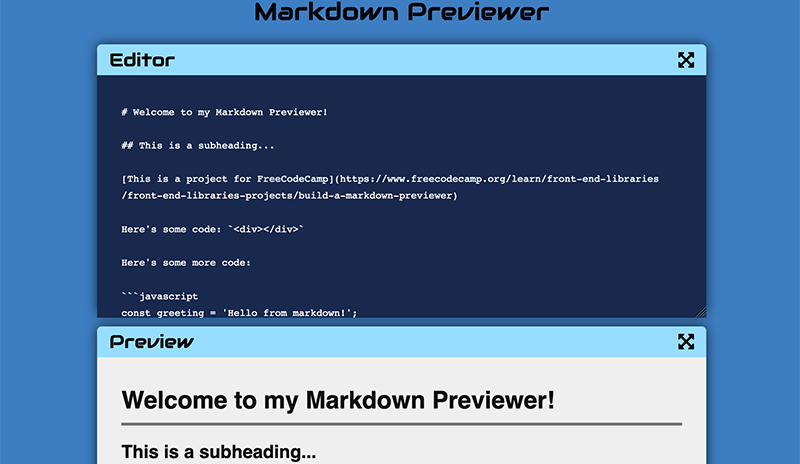 Markdown Previewer
Editor
# Welcome to my Markdown Previewer!
## This is a subheading...
[This is a project for FreeCodeCamp](https://www.freecodecamp.org/learn/front-end-libraries
/front-end-libraries-projects/build-a-markdown-previewer)
Here's some code: `<div></div>`
Here's some more code:
```javascript
const greeting = 'Hello from markdown!';
Preview
Welcome to my Markdown Previewer!
This is a subheading...